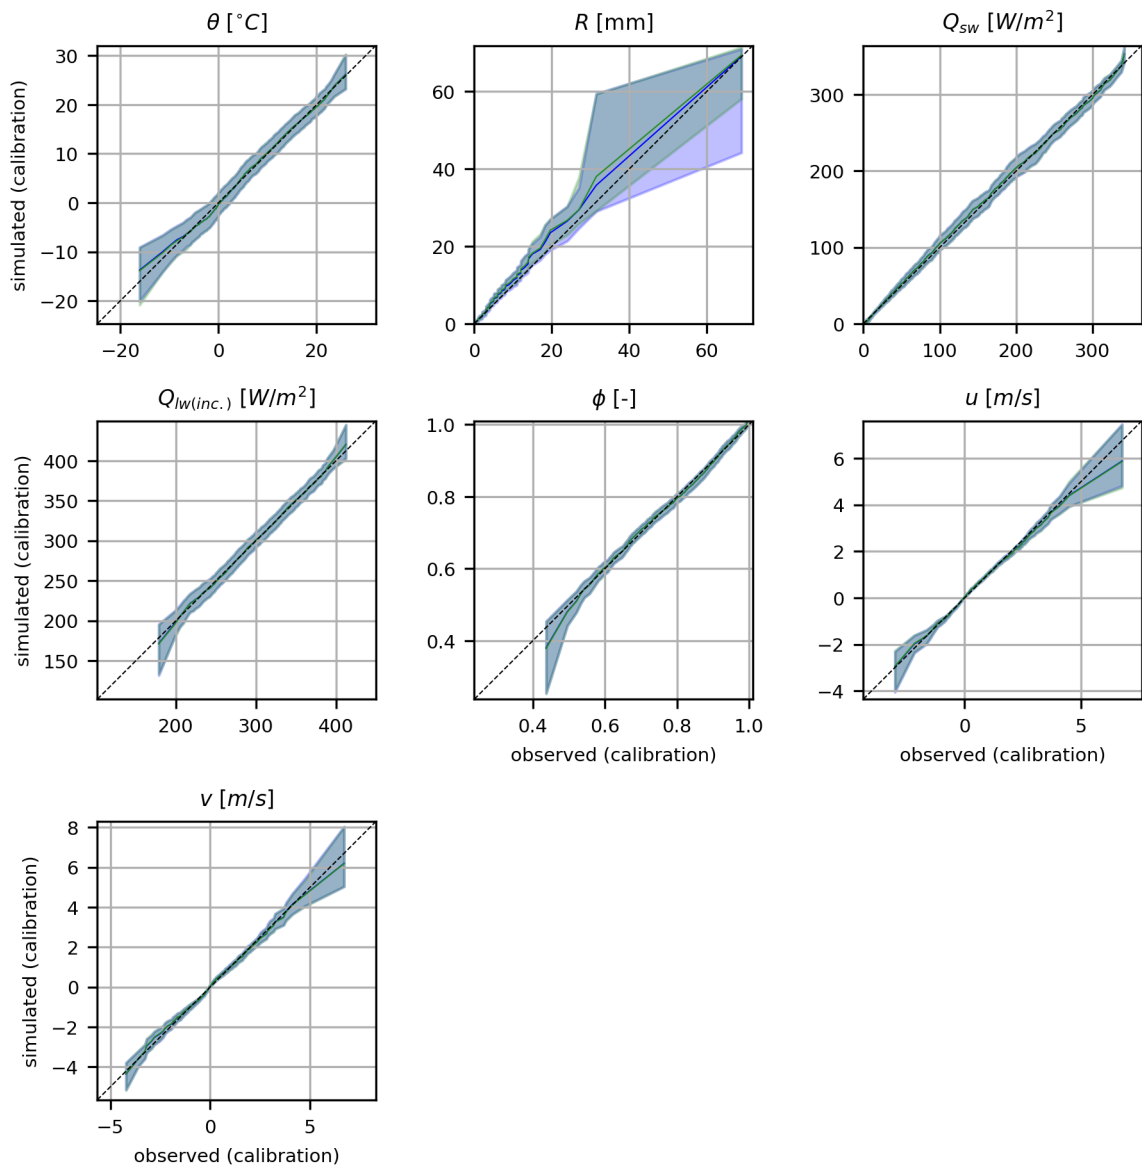 θ [°C]
R [mm]
Q_sw [W/m²]
simulated (calibration)
30
20
10
0
−10
−20
−20 0 20
60
40
20
0
0 20 40 60
300
200
100
0
0 100 200 300
Q_lw(inc.) [W/m²]
ϕ [-]
u [m/s]
simulated (calibration)
400
350
300
250
200
150
200 300 400
1.0
0.8
0.6
0.4
0.4 0.6 0.8 1.0
observed (calibration)
6
4
2
0
−2
−4
0 5
observed (calibration)
v [m/s]
simulated (calibration)
8
6
4
2
0
−2
−4
−5 0 5
observed (calibration)